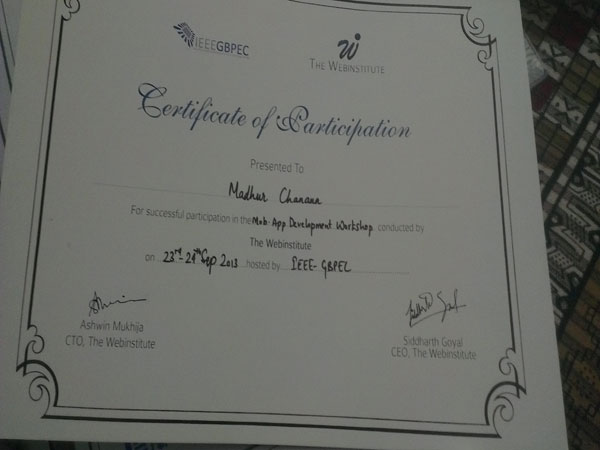 IEEEGBPEC
THE WEBINSTITUTE
Certificate of Participation
Presented To
Madhur Chanana
For successful participation in the Mob. App Development Workshop conducted by
The Webinstitute
on 23rd-24th Sep 2013 hosted by IEEE-GBPEC
Ashwin Mukhija
CTO, The Webinstitute
Siddharth Goyal
CEO, The Webinstitute